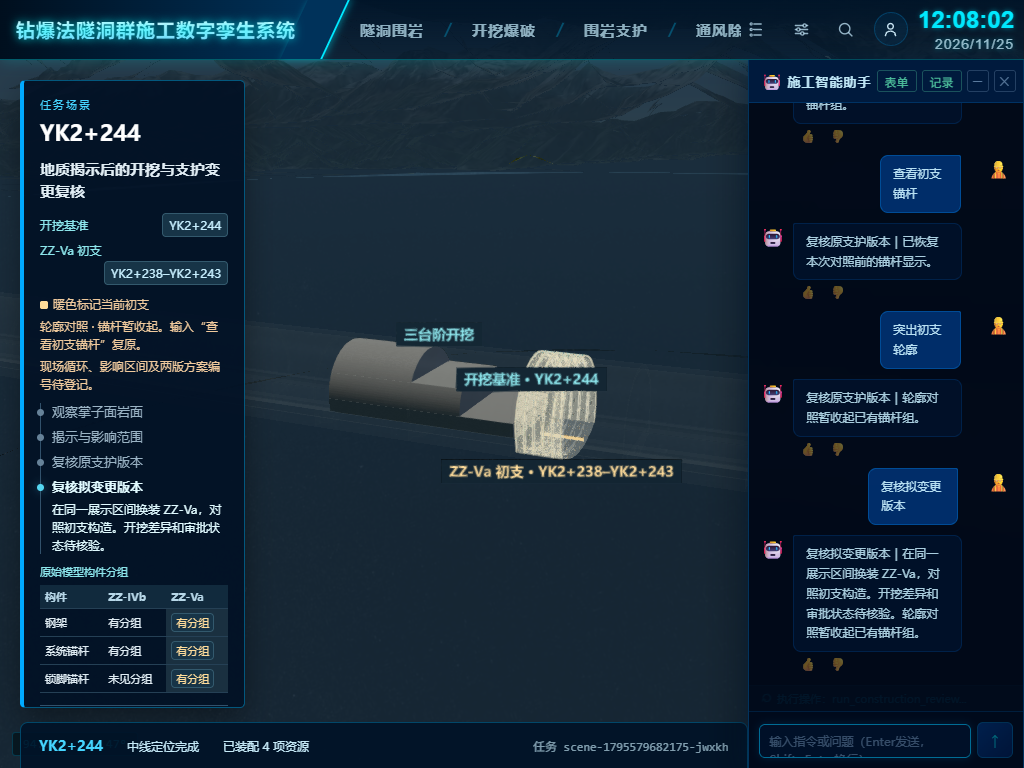 钻爆法隧洞群施工数字孪生系统
隧洞围岩 / 开挖爆破 / 围岩支护 / 通风除
12:08:02
2026/11/25
任务场景
YK2+244
地质揭示后的开挖与支护变
更复核
开挖基准 YK2+244
ZZ-Va 初支
YK2+238—YK2+243
暖色标记当前初支
轮廓对照 · 锚杆暂收起。输入“查
看初支锚杆”复原。
现场循环、影响区间及两版方案编
号待登记。
观察掌子面岩面
揭示与影响范围
复核原支护版本
复核拟变更版本
在同一展示区间换装 ZZ-Va，对
照初支构造。开挖差异和审批状
态待核验。
原始模型构件分组
构件 ZZ-IVb ZZ-Va
钢架 有分组 有分组
系统锚杆 有分组 有分组
锁脚锚杆 未见分组 有分组
三台阶开挖
开挖基准 • YK2+244
ZZ-Va 初支 • YK2+238—YK2+243
YK2+244 中线定位完成 已装配 4 项资源
任务 scene-1795579682175-jwxkh
施工智能助手 表单 记录
锚杆组。
查看初支
锚杆
复核原支护版本 | 已恢复
本次对照前的锚杆显示。
突出初支
轮廓
复核原支护版本 | 轮廓对
照暂收起已有锚杆组。
复核拟变更
版本
复核拟变更版本 | 在同一
展示区间换装 ZZ-Va，对
照初支构造。开挖差异和
审批状态待核验。轮廓对
照暂收起已有锚杆组。
输入指令或问题（Enter发送，